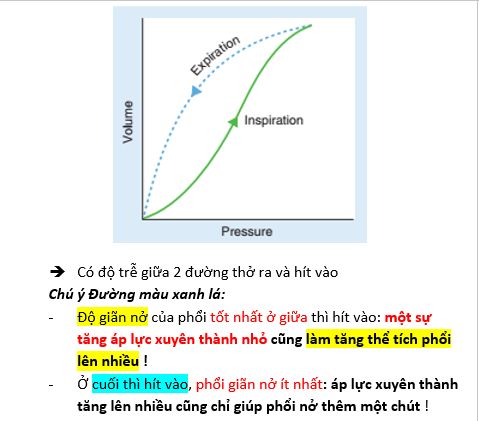 Expiration
Volume
Inspiration
Pressure
➔ Có độ trễ giữa 2 đường thở ra và hít vào
Chú ý Đường màu xanh lá:
- Độ giãn nở của phổi tốt nhất ở giữa thì hít vào: một sự
tăng áp lực xuyên thành nhỏ cũng làm tăng thể tích phổi
lên nhiều !
- Ở cuối thì hít vào, phổi giãn nở ít nhất: áp lực xuyên thành
tăng lên nhiều cũng chỉ giúp phổi nở thêm một chút !